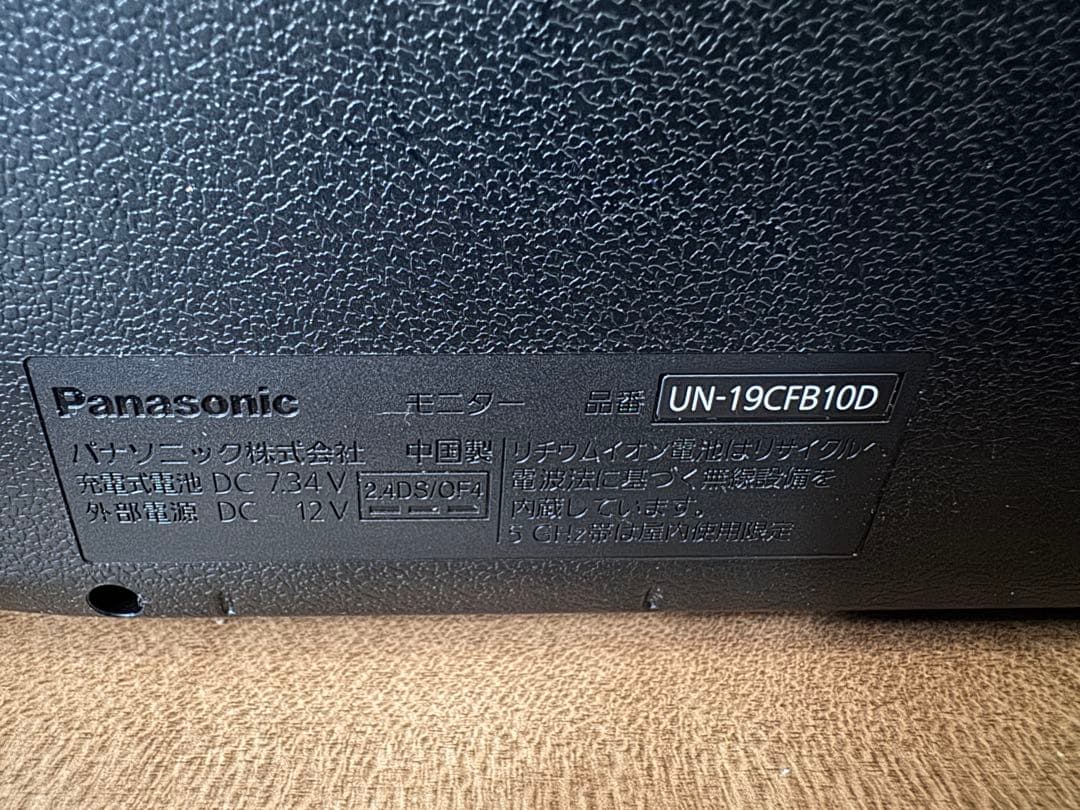 Panasonic モニター 品番 UN-19CFB10D
パナソニック株式会社 中国製
充電式電池 DC 7.34 V
外部電源 DC 12 V
2.4DS/OF4
リチウムイオン電池はリサイクルへ
電波法に基づく無線設備を
内蔵しています。
5 GHz帯は屋内使用限定